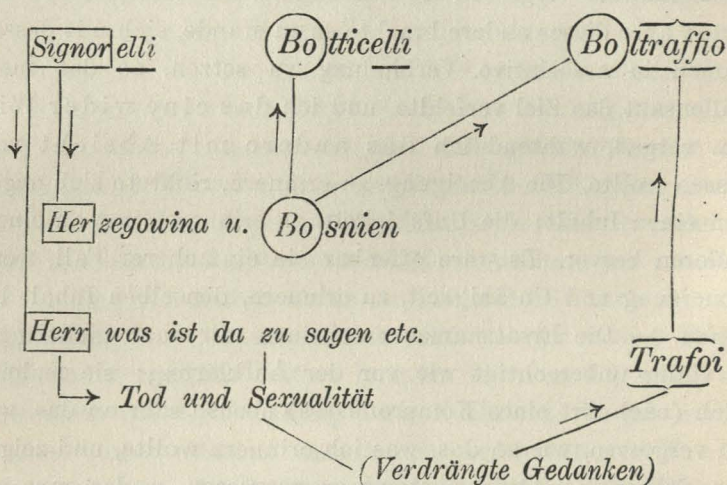 Signorelli Botticelli Boltraffio
Herzegowina u. Bosnien
Herr was ist da zu sagen etc.
Trafoi
Tod und Sexualität
(Verdrängte Gedanken)